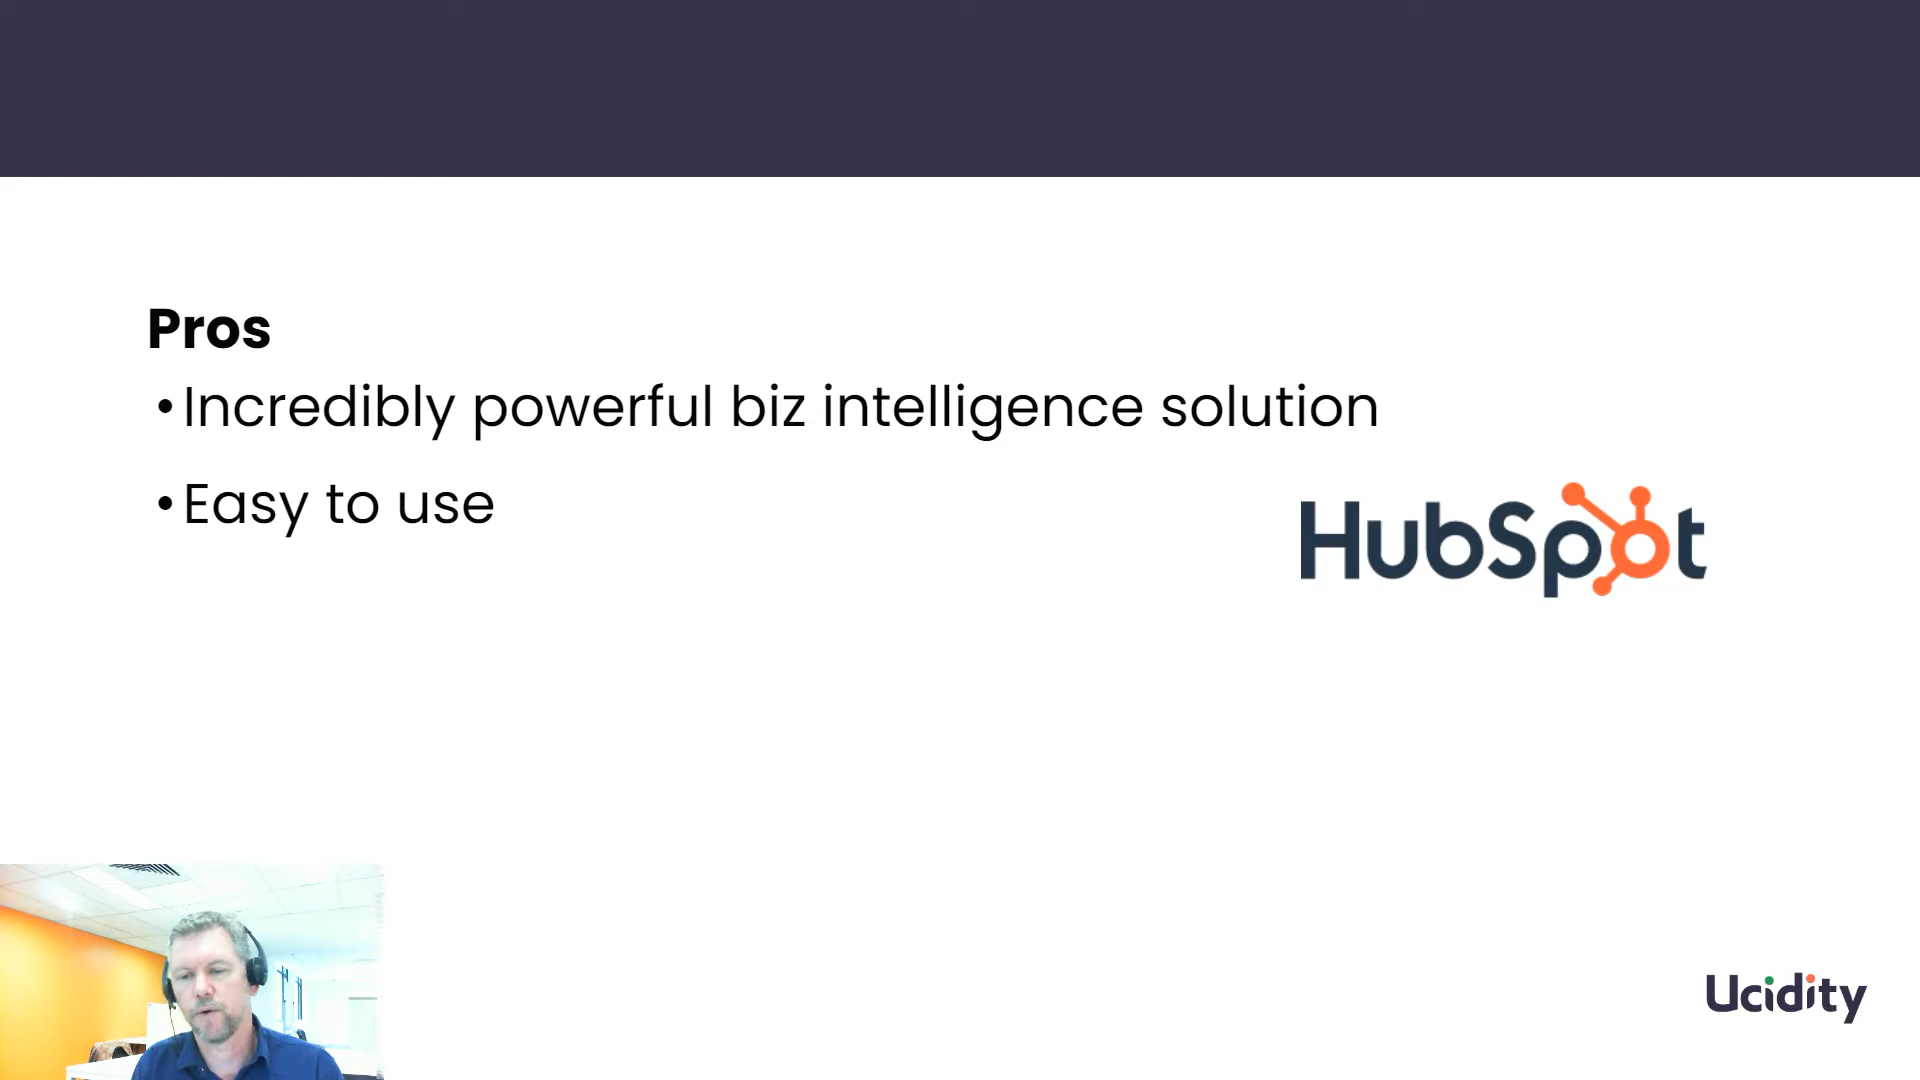 Pros
• Incredibly powerful biz intelligence solution
• Easy to use
HubSpot
Ucidity